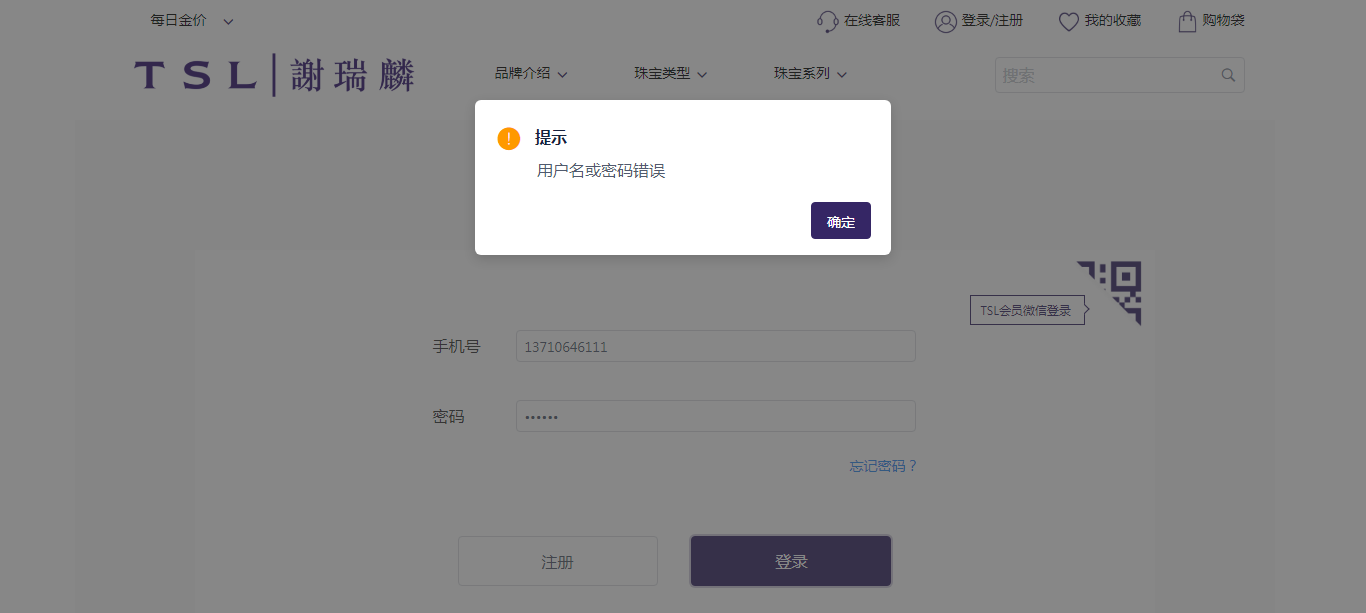 每日金价
在线客服
登录/注册
我的收藏
购物袋
TSL 謝瑞麟
品牌介绍
珠宝类型
珠宝系列
搜索
提示
用户名或密码错误
确定
TSL会员微信登录
手机号
13710646111
密码
••••••
忘记密码？
注册
登录